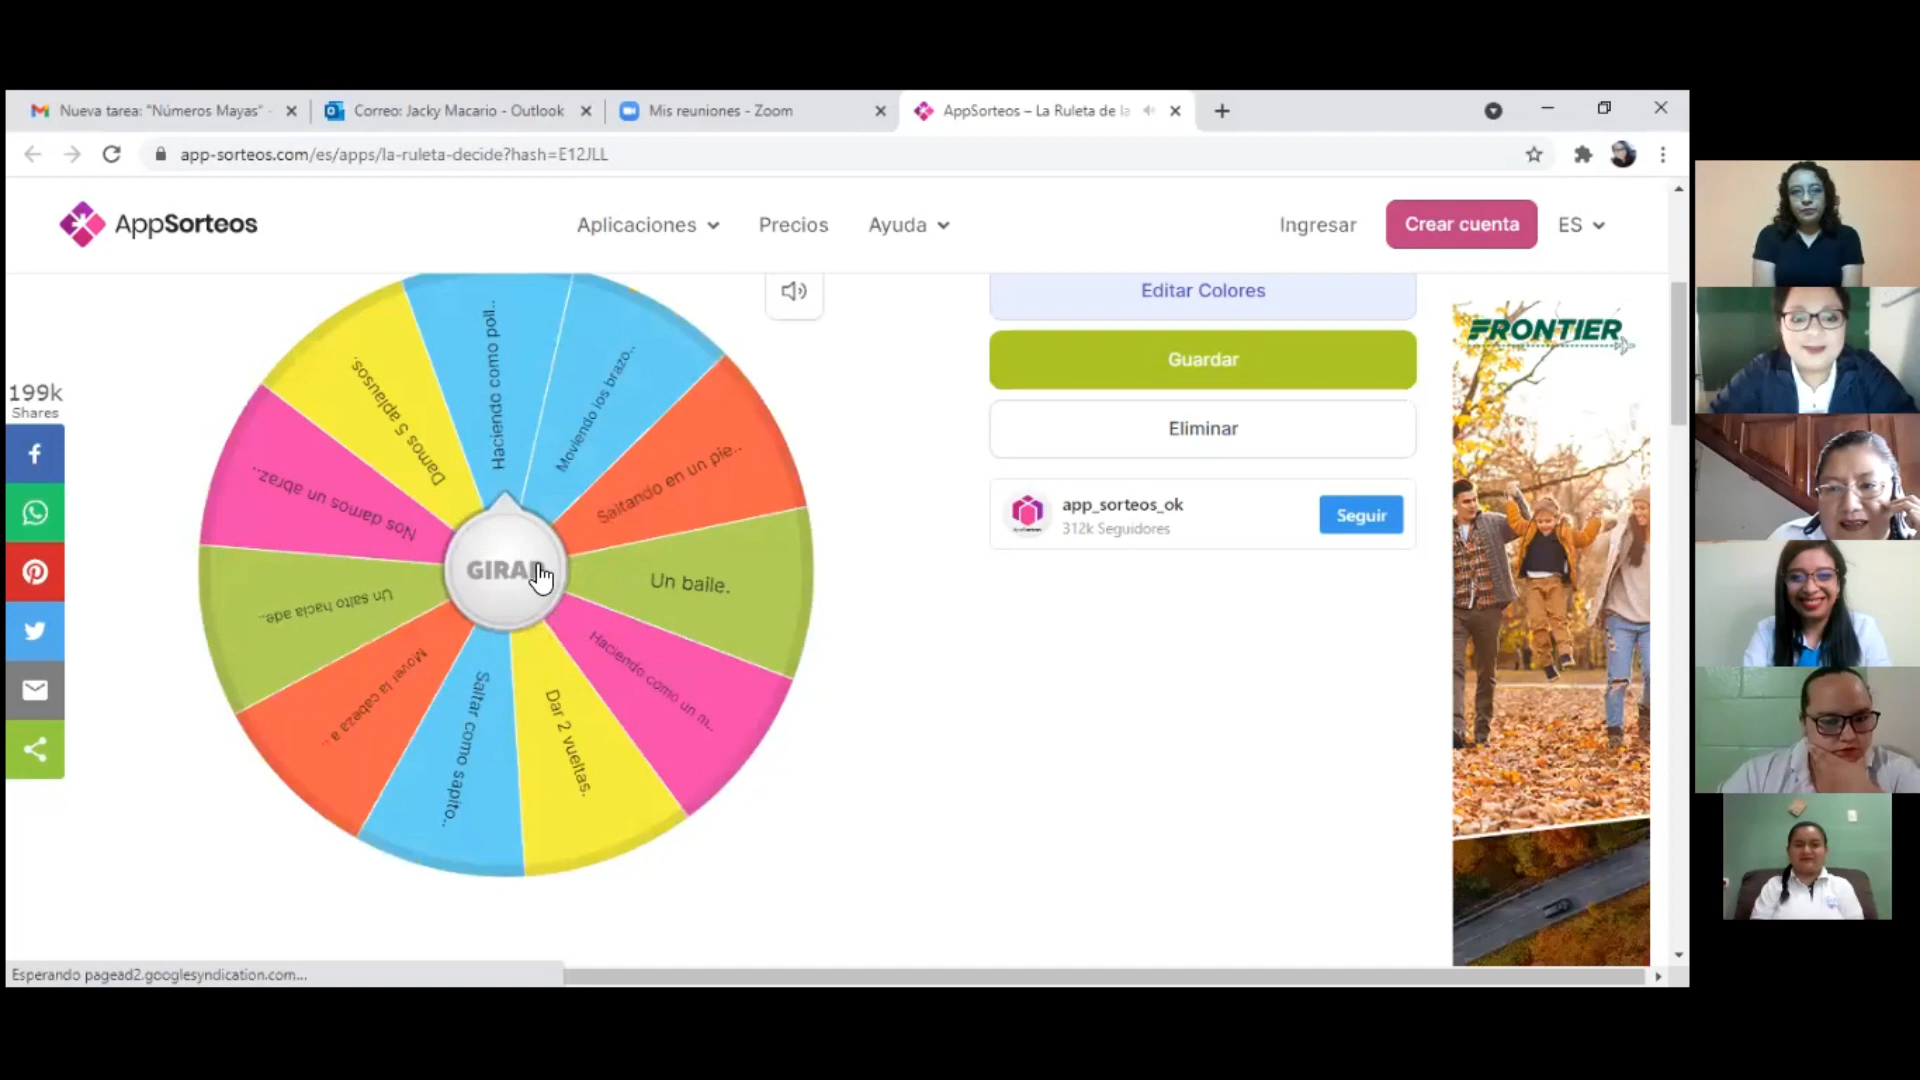 Nueva tarea: "Números Mayas" -
Correo: Jacky Macario - Outlook
Mis reuniones - Zoom
AppSorteos – La Ruleta de la
app-sorteos.com/es/apps/la-ruleta-decide?hash=E12JLL
AppSorteos
Aplicaciones
Precios
Ayuda
Ingresar
Crear cuenta
ES
199k
Shares
Haciendo como poll..
Moviendo los brazo..
Saltando en un pie..
Un baile.
Haciendo como un m..
Dar 2 vueltas.
Saltar como sapito..
Mover la cabeza a ..
Un salto hacia ade..
Nos damos un abraz..
Damos 5 aplausos.
GIRA
Editar Colores
Guardar
Eliminar
app_sorteos_ok
312k Seguidores
Seguir
FRONTIER
Esperando pagead2.googlesyndication.com...